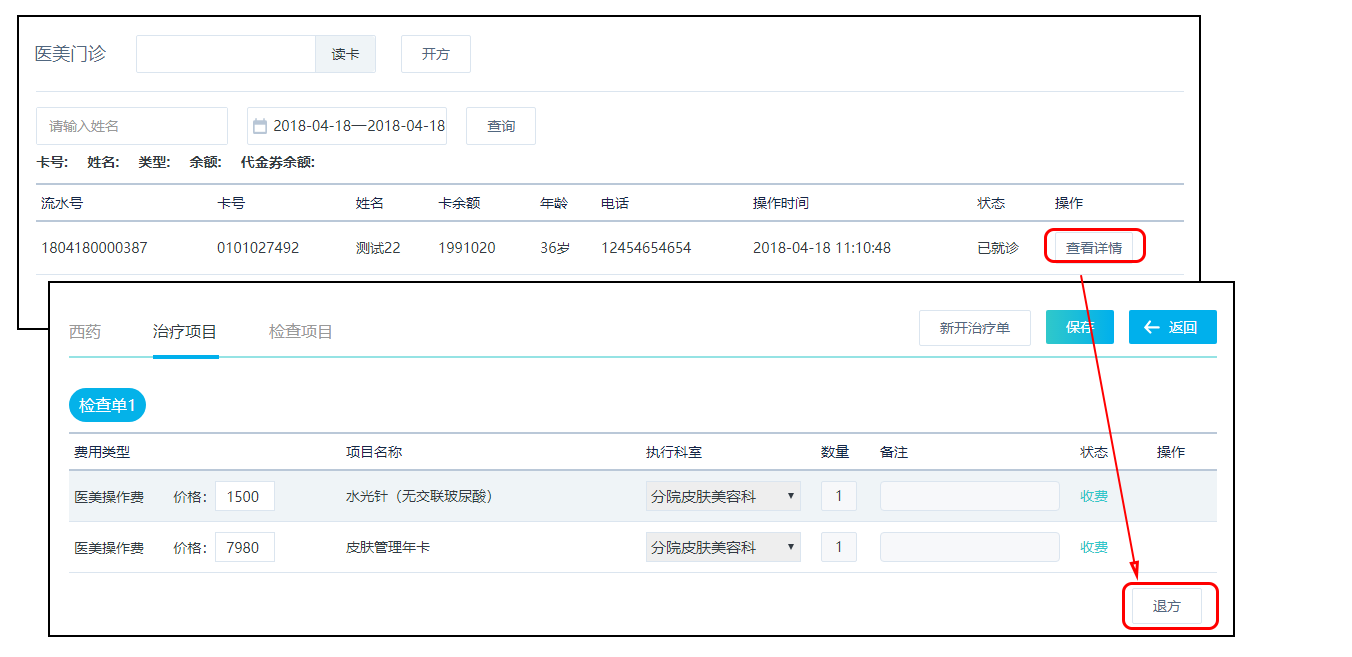 医美门诊 读卡 开方
请输入姓名 2018-04-18—2018-04-18 查询
卡号: 姓名: 类型: 余额: 代金券余额:
流水号 卡号 姓名 卡余额 年龄 电话 操作时间 状态 操作
1804180000387 0101027492 测试22 1991020 36岁 12454654654 2018-04-18 11:10:48 已就诊 查看详情
西药 治疗项目 检查项目 新开治疗单 保存 返回
检查单1
费用类型 项目名称 执行科室 数量 备注 状态 操作
医美操作费 价格: 1500 水光针（无交联玻尿酸） 分院皮肤美容科 1 收费
医美操作费 价格: 7980 皮肤管理年卡 分院皮肤美容科 1 收费
退方